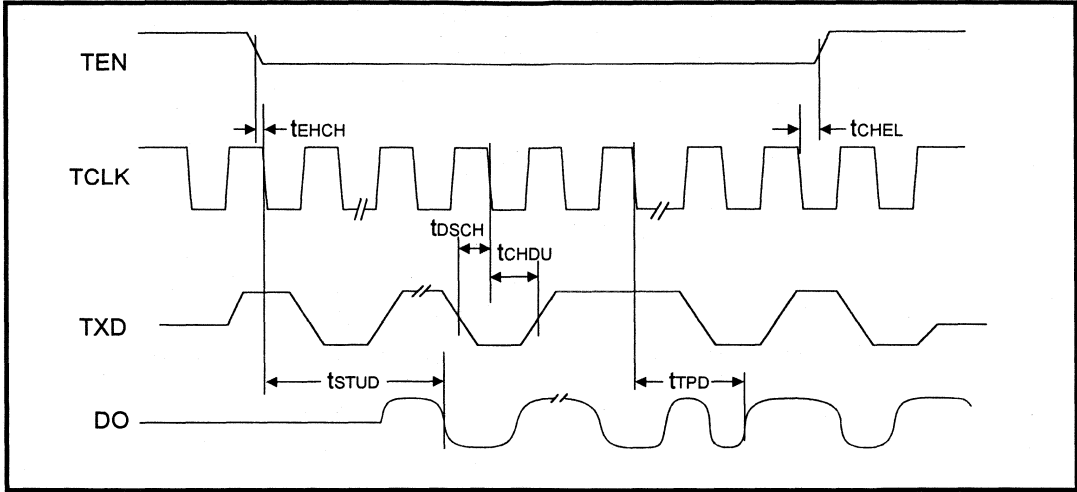 TEN
tEHCH
tCHEL
TCLK
tDSCH
tCHDU
TXD
tSTUD
tTPD
DO